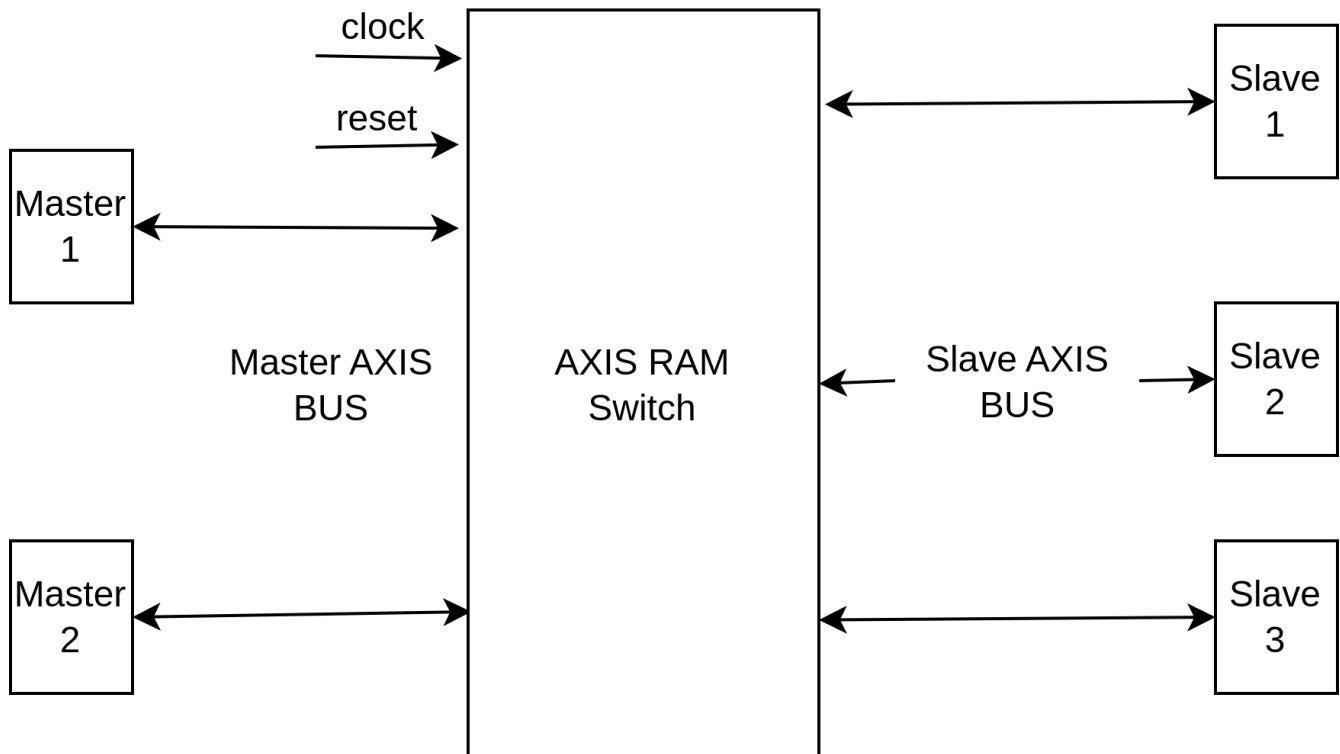 clock
reset
Master
1
Master AXIS
BUS
Master
2
AXIS RAM
Switch
Slave AXIS
BUS
Slave
1
Slave
2
Slave
3